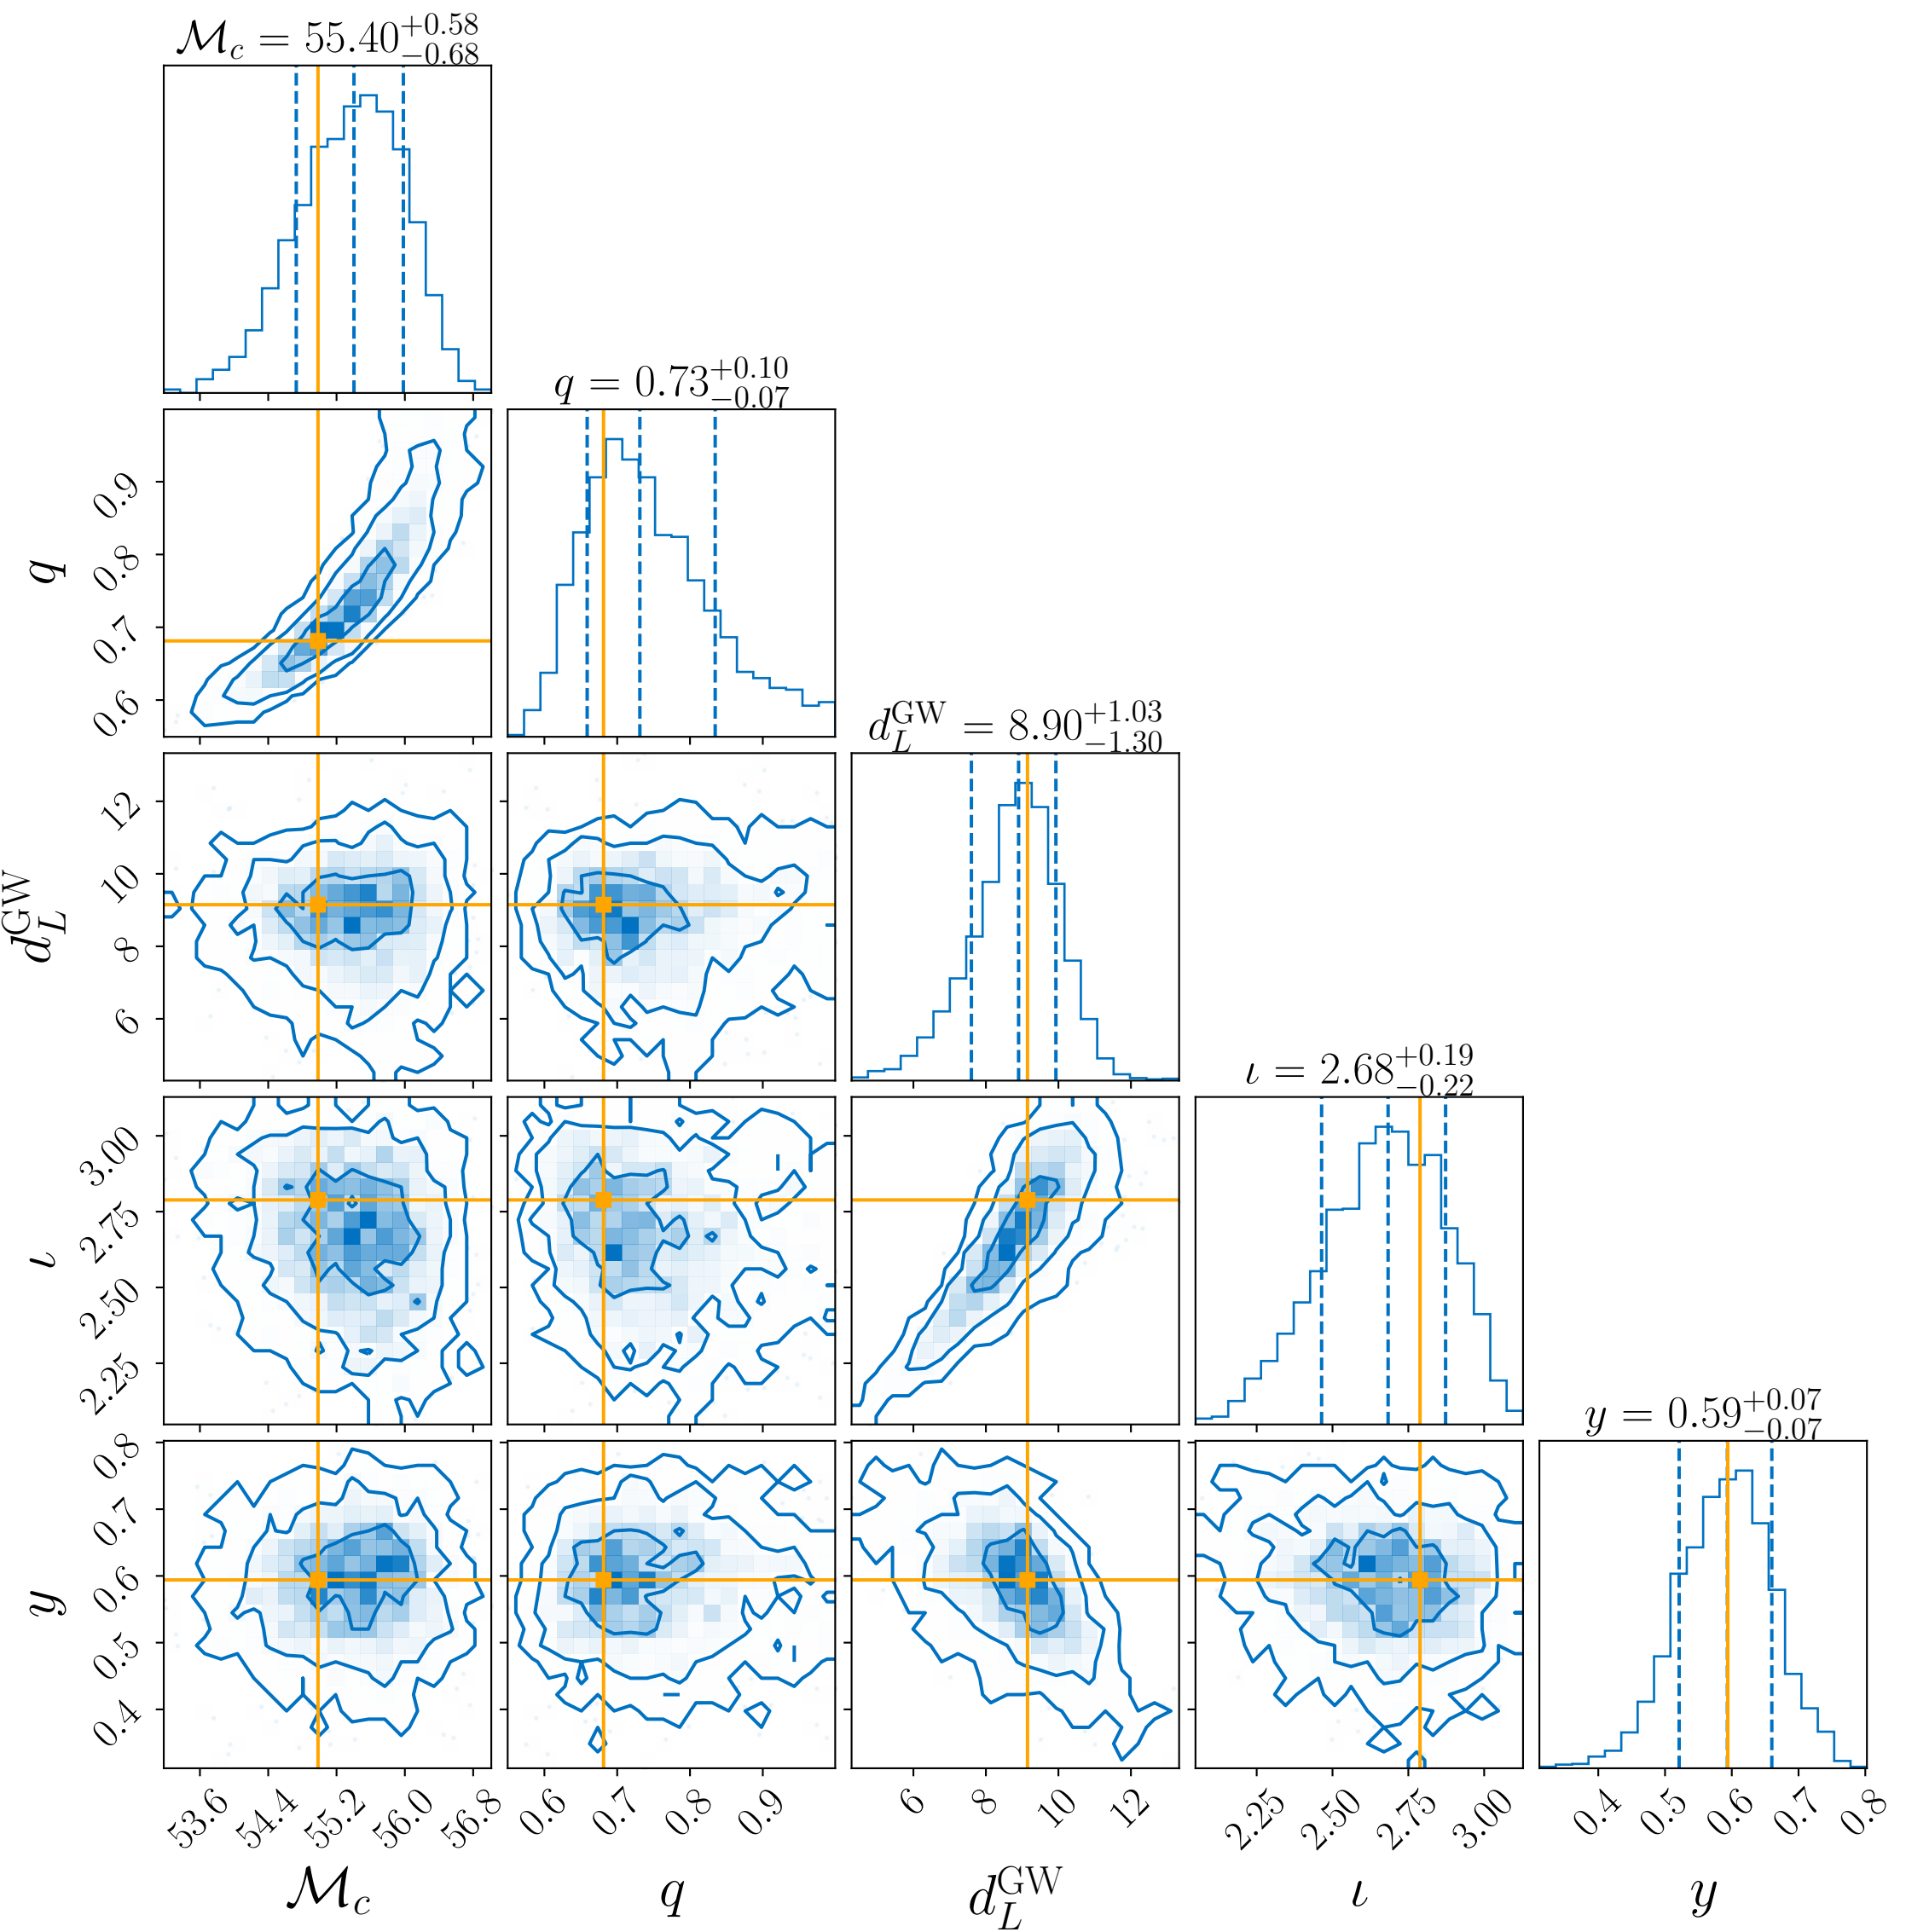 𝓜_c = 55.40^{+0.58}_{−0.68}
q = 0.73^{+0.10}_{−0.07}
q
0.9
0.8
0.7
0.6
d_L^{GW} = 8.90^{+1.03}_{−1.30}
d_L^{GW}
12
10
8
6
ι = 2.68^{+0.19}_{−0.22}
ι
3.00
2.75
2.50
2.25
y = 0.59^{+0.07}_{−0.07}
y
0.8
0.7
0.6
0.5
0.4
53.6 54.4 55.2 56.0 56.8 0.6 0.7 0.8 0.9 6 8 10 12 2.25 2.50 2.75 3.00 0.4 0.5 0.6 0.7 0.8
𝓜_c q d_L^{GW} ι y